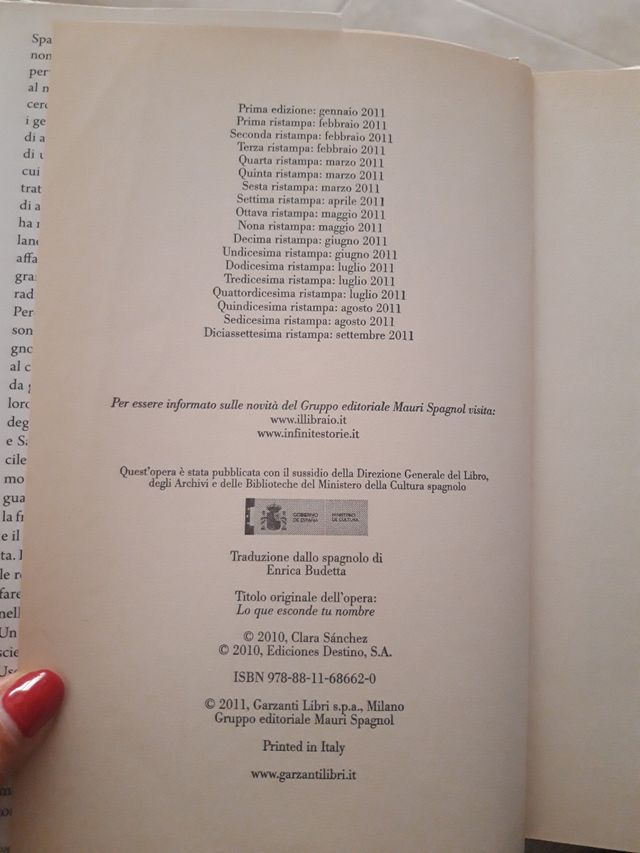 Prima edizione: gennaio 2011
Prima ristampa: febbraio 2011
Seconda ristampa: febbraio 2011
Terza ristampa: febbraio 2011
Quarta ristampa: marzo 2011
Quinta ristampa: marzo 2011
Sesta ristampa: marzo 2011
Settima ristampa: aprile 2011
Ottava ristampa: maggio 2011
Nona ristampa: maggio 2011
Decima ristampa: giugno 2011
Undicesima ristampa: giugno 2011
Dodicesima ristampa: luglio 2011
Tredicesima ristampa: luglio 2011
Quattordicesima ristampa: luglio 2011
Quindicesima ristampa: agosto 2011
Sedicesima ristampa: agosto 2011
Diciassettesima ristampa: settembre 2011
Per essere informato sulle novità del Gruppo editoriale Mauri Spagnol visita:
www.illibraio.it
www.infinitestorie.it
Quest'opera è stata pubblicata con il sussidio della Direzione Generale del Libro,
degli Archivi e delle Biblioteche del Ministero della Cultura spagnolo
GOBIERNO MINISTERIO
DE ESPAÑA DE CULTURA
Traduzione dallo spagnolo di
Enrica Budetta
Titolo originale dell'opera:
Lo que esconde tu nombre
© 2010, Clara Sánchez
© 2010, Ediciones Destino, S.A.
ISBN 978-88-11-68662-0
© 2011, Garzanti Libri s.p.a., Milano
Gruppo editoriale Mauri Spagnol
Printed in Italy
www.garzantilibri.it